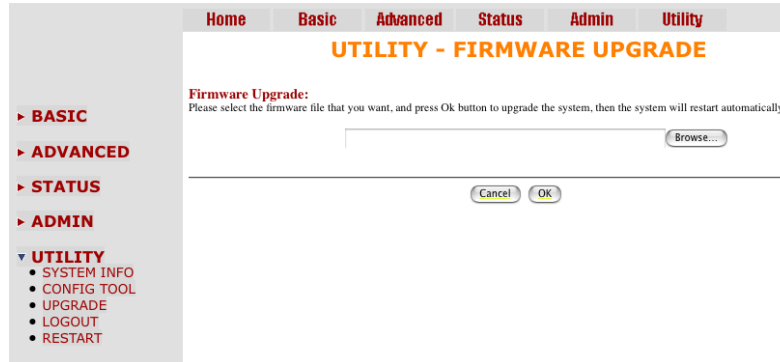 Home Basic Advanced Status Admin Utility
UTILITY - FIRMWARE UPGRADE
Firmware Upgrade:
Please select the firmware file that you want, and press Ok button to upgrade the system, then the system will restart automatically
Browse...
Cancel OK
BASIC
ADVANCED
STATUS
ADMIN
UTILITY
SYSTEM INFO
CONFIG TOOL
UPGRADE
LOGOUT
RESTART